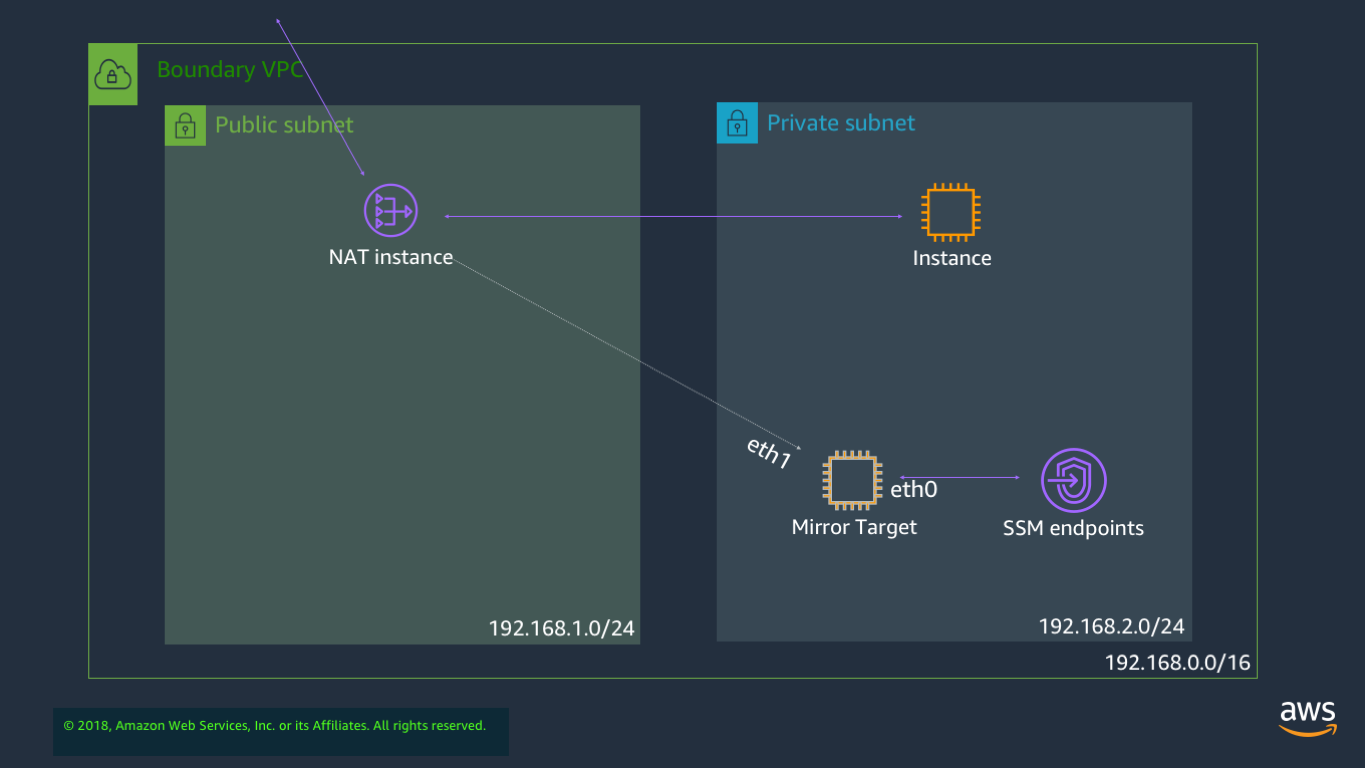 Boundary VPC
Public subnet
Private subnet
NAT instance
Instance
eth1
eth0
Mirror Target
SSM endpoints
192.168.1.0/24
192.168.2.0/24
192.168.0.0/16
© 2018, Amazon Web Services, Inc. or its Affiliates. All rights reserved.
aws